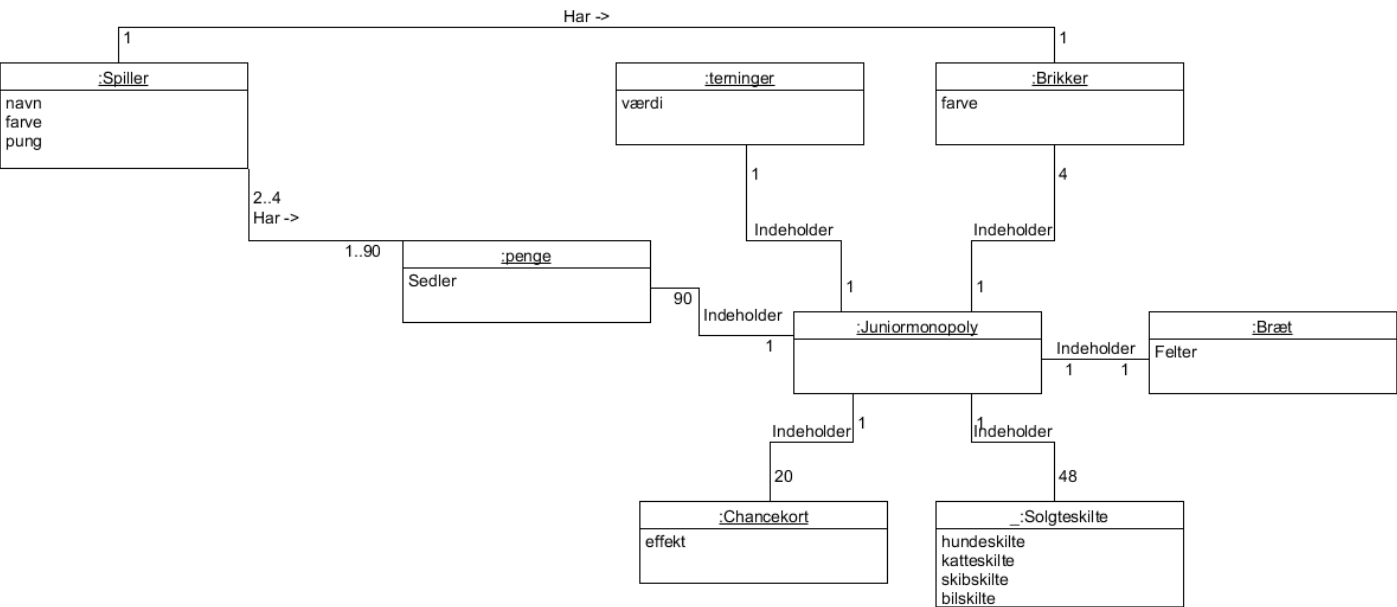 Har ->
1
1
:Spiller
navn
farve
pung
:terninger
værdi
:Brikker
farve
2..4
Har ->
1..90
1
4
Indeholder
Indeholder
:penge
Sedler
90
Indeholder
1
1
1
:Juniormonopoly
Indeholder
1
1
:Bræt
Felter
Indeholder
1
1
Indeholder
20
48
:Chancekort
effekt
_:Solgteskilte
hundeskilte
katteskilte
skibskilte
bilskilte